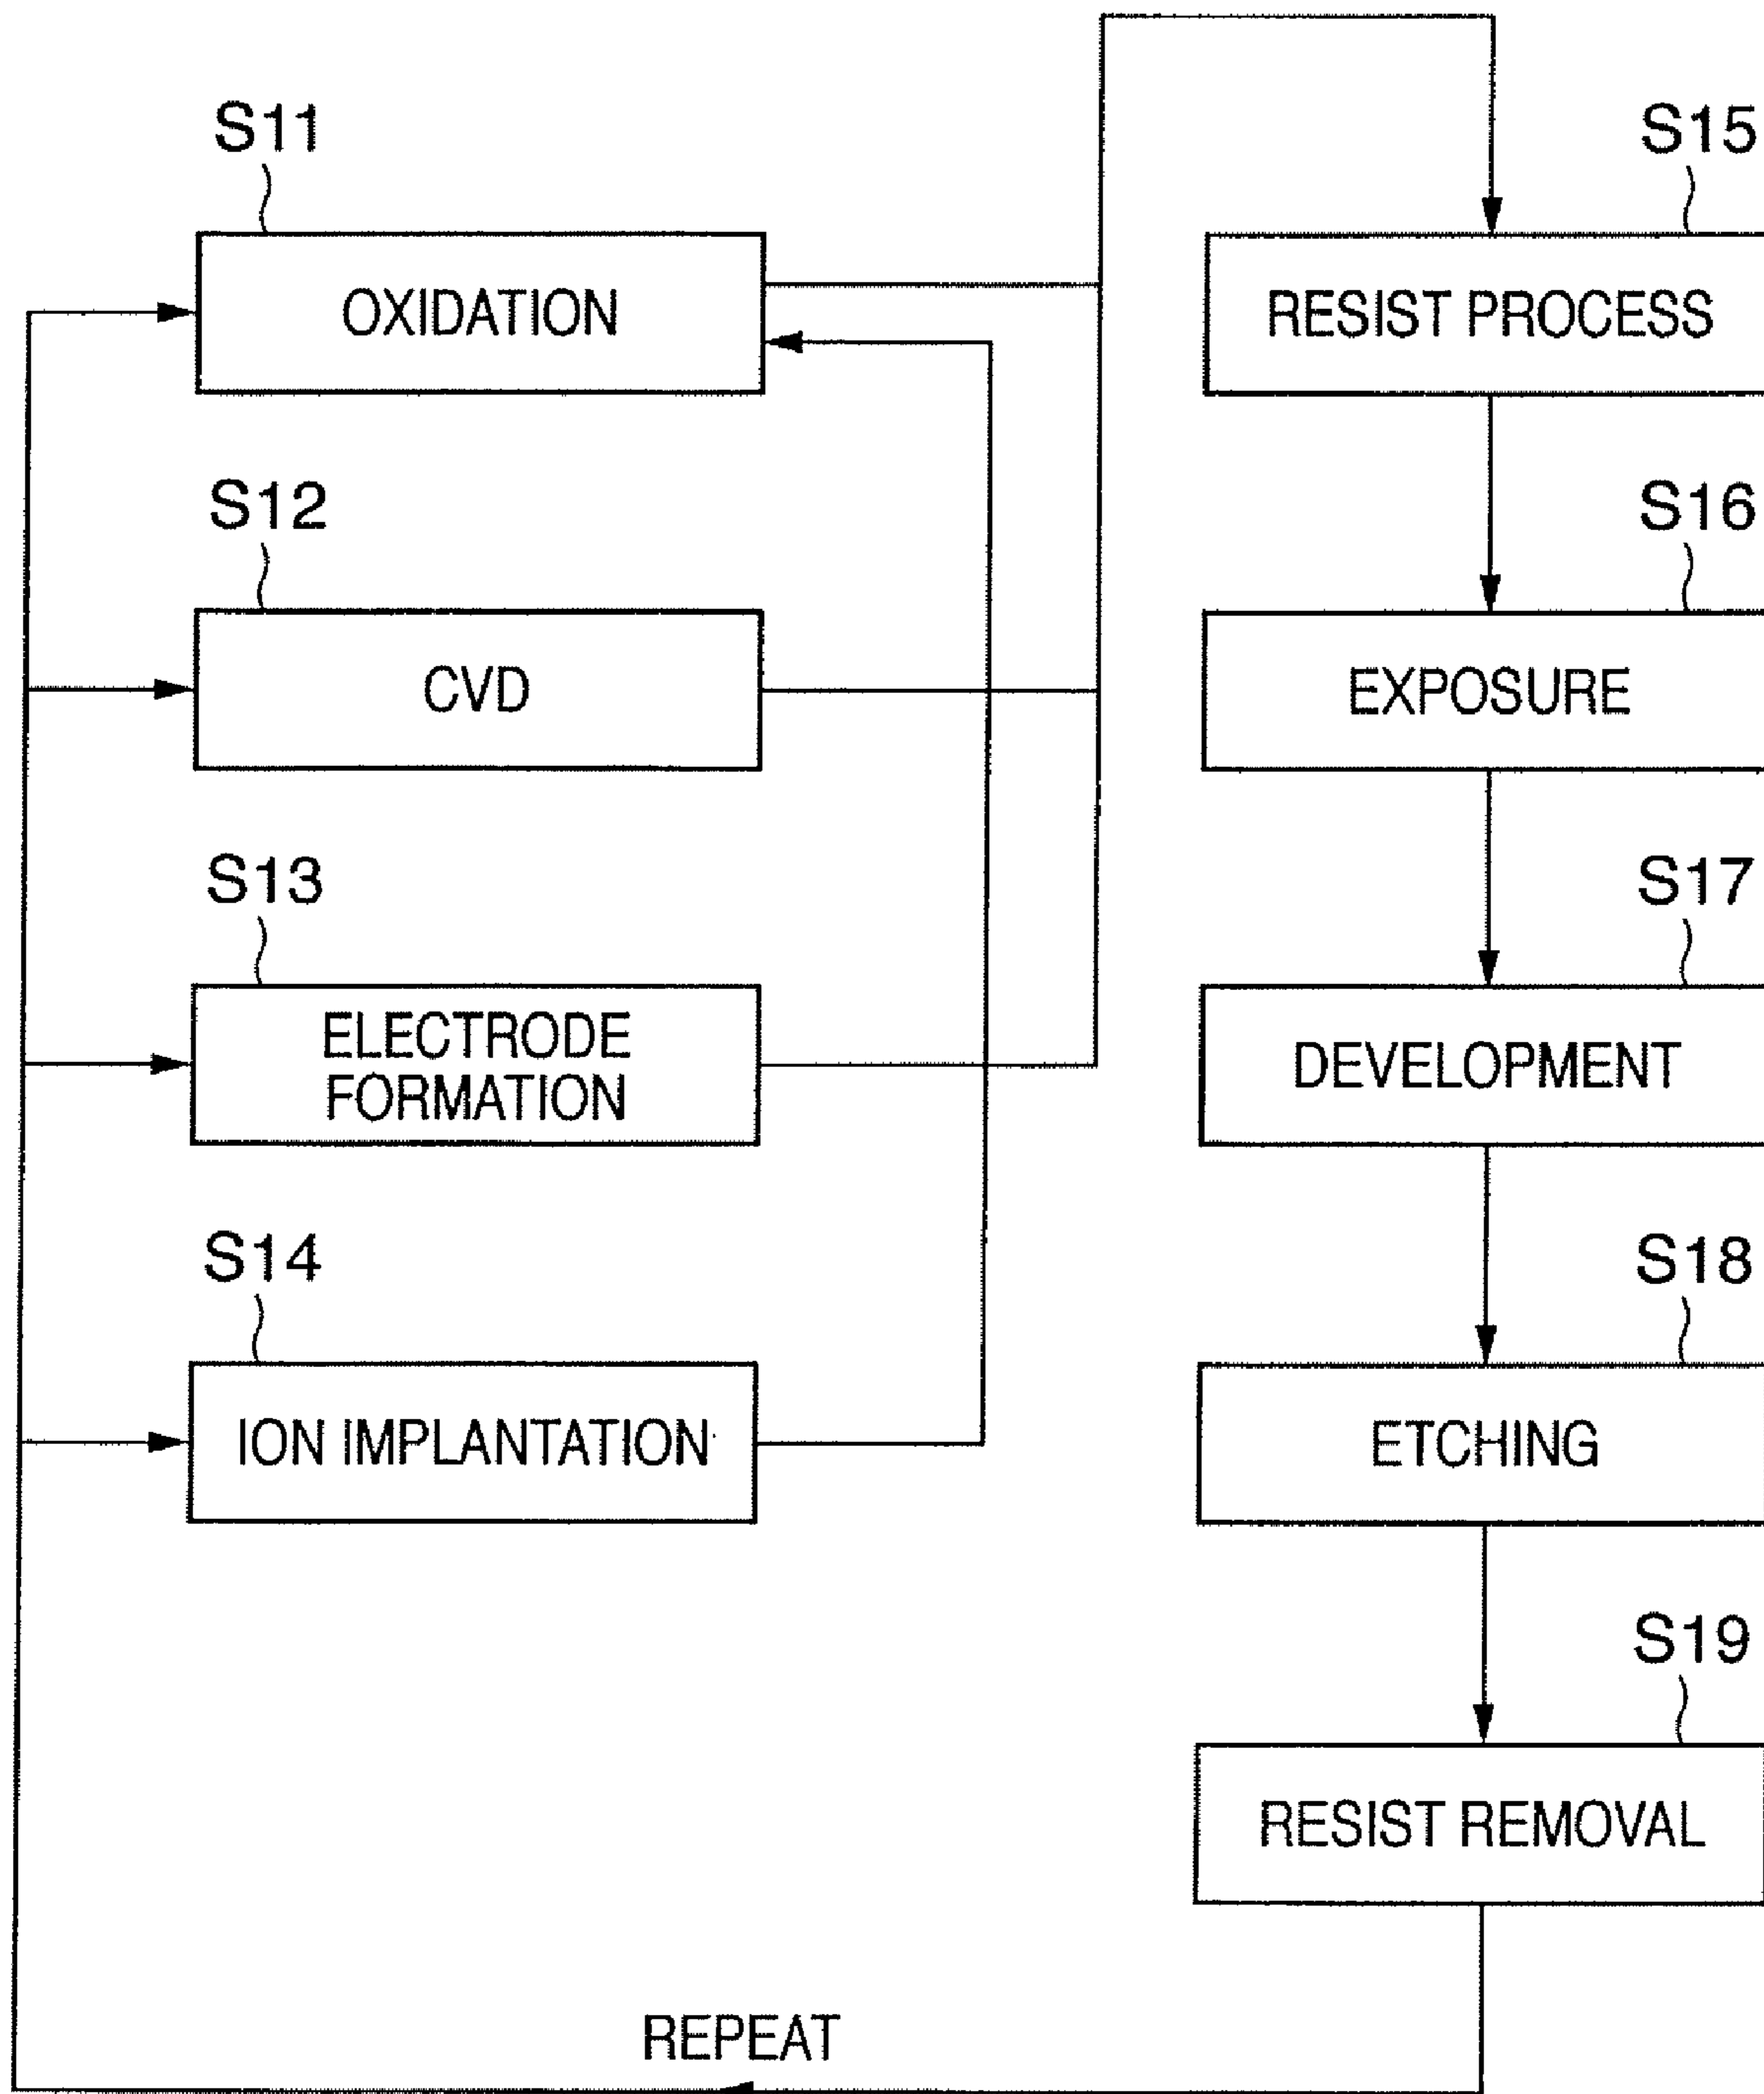 S11
OXIDATION
S12
CVD
S13
ELECTRODE
FORMATION
S14
ION IMPLANTATION
S15
RESIST PROCESS
S16
EXPOSURE
S17
DEVELOPMENT
S18
ETCHING
S19
RESIST REMOVAL
REPEAT